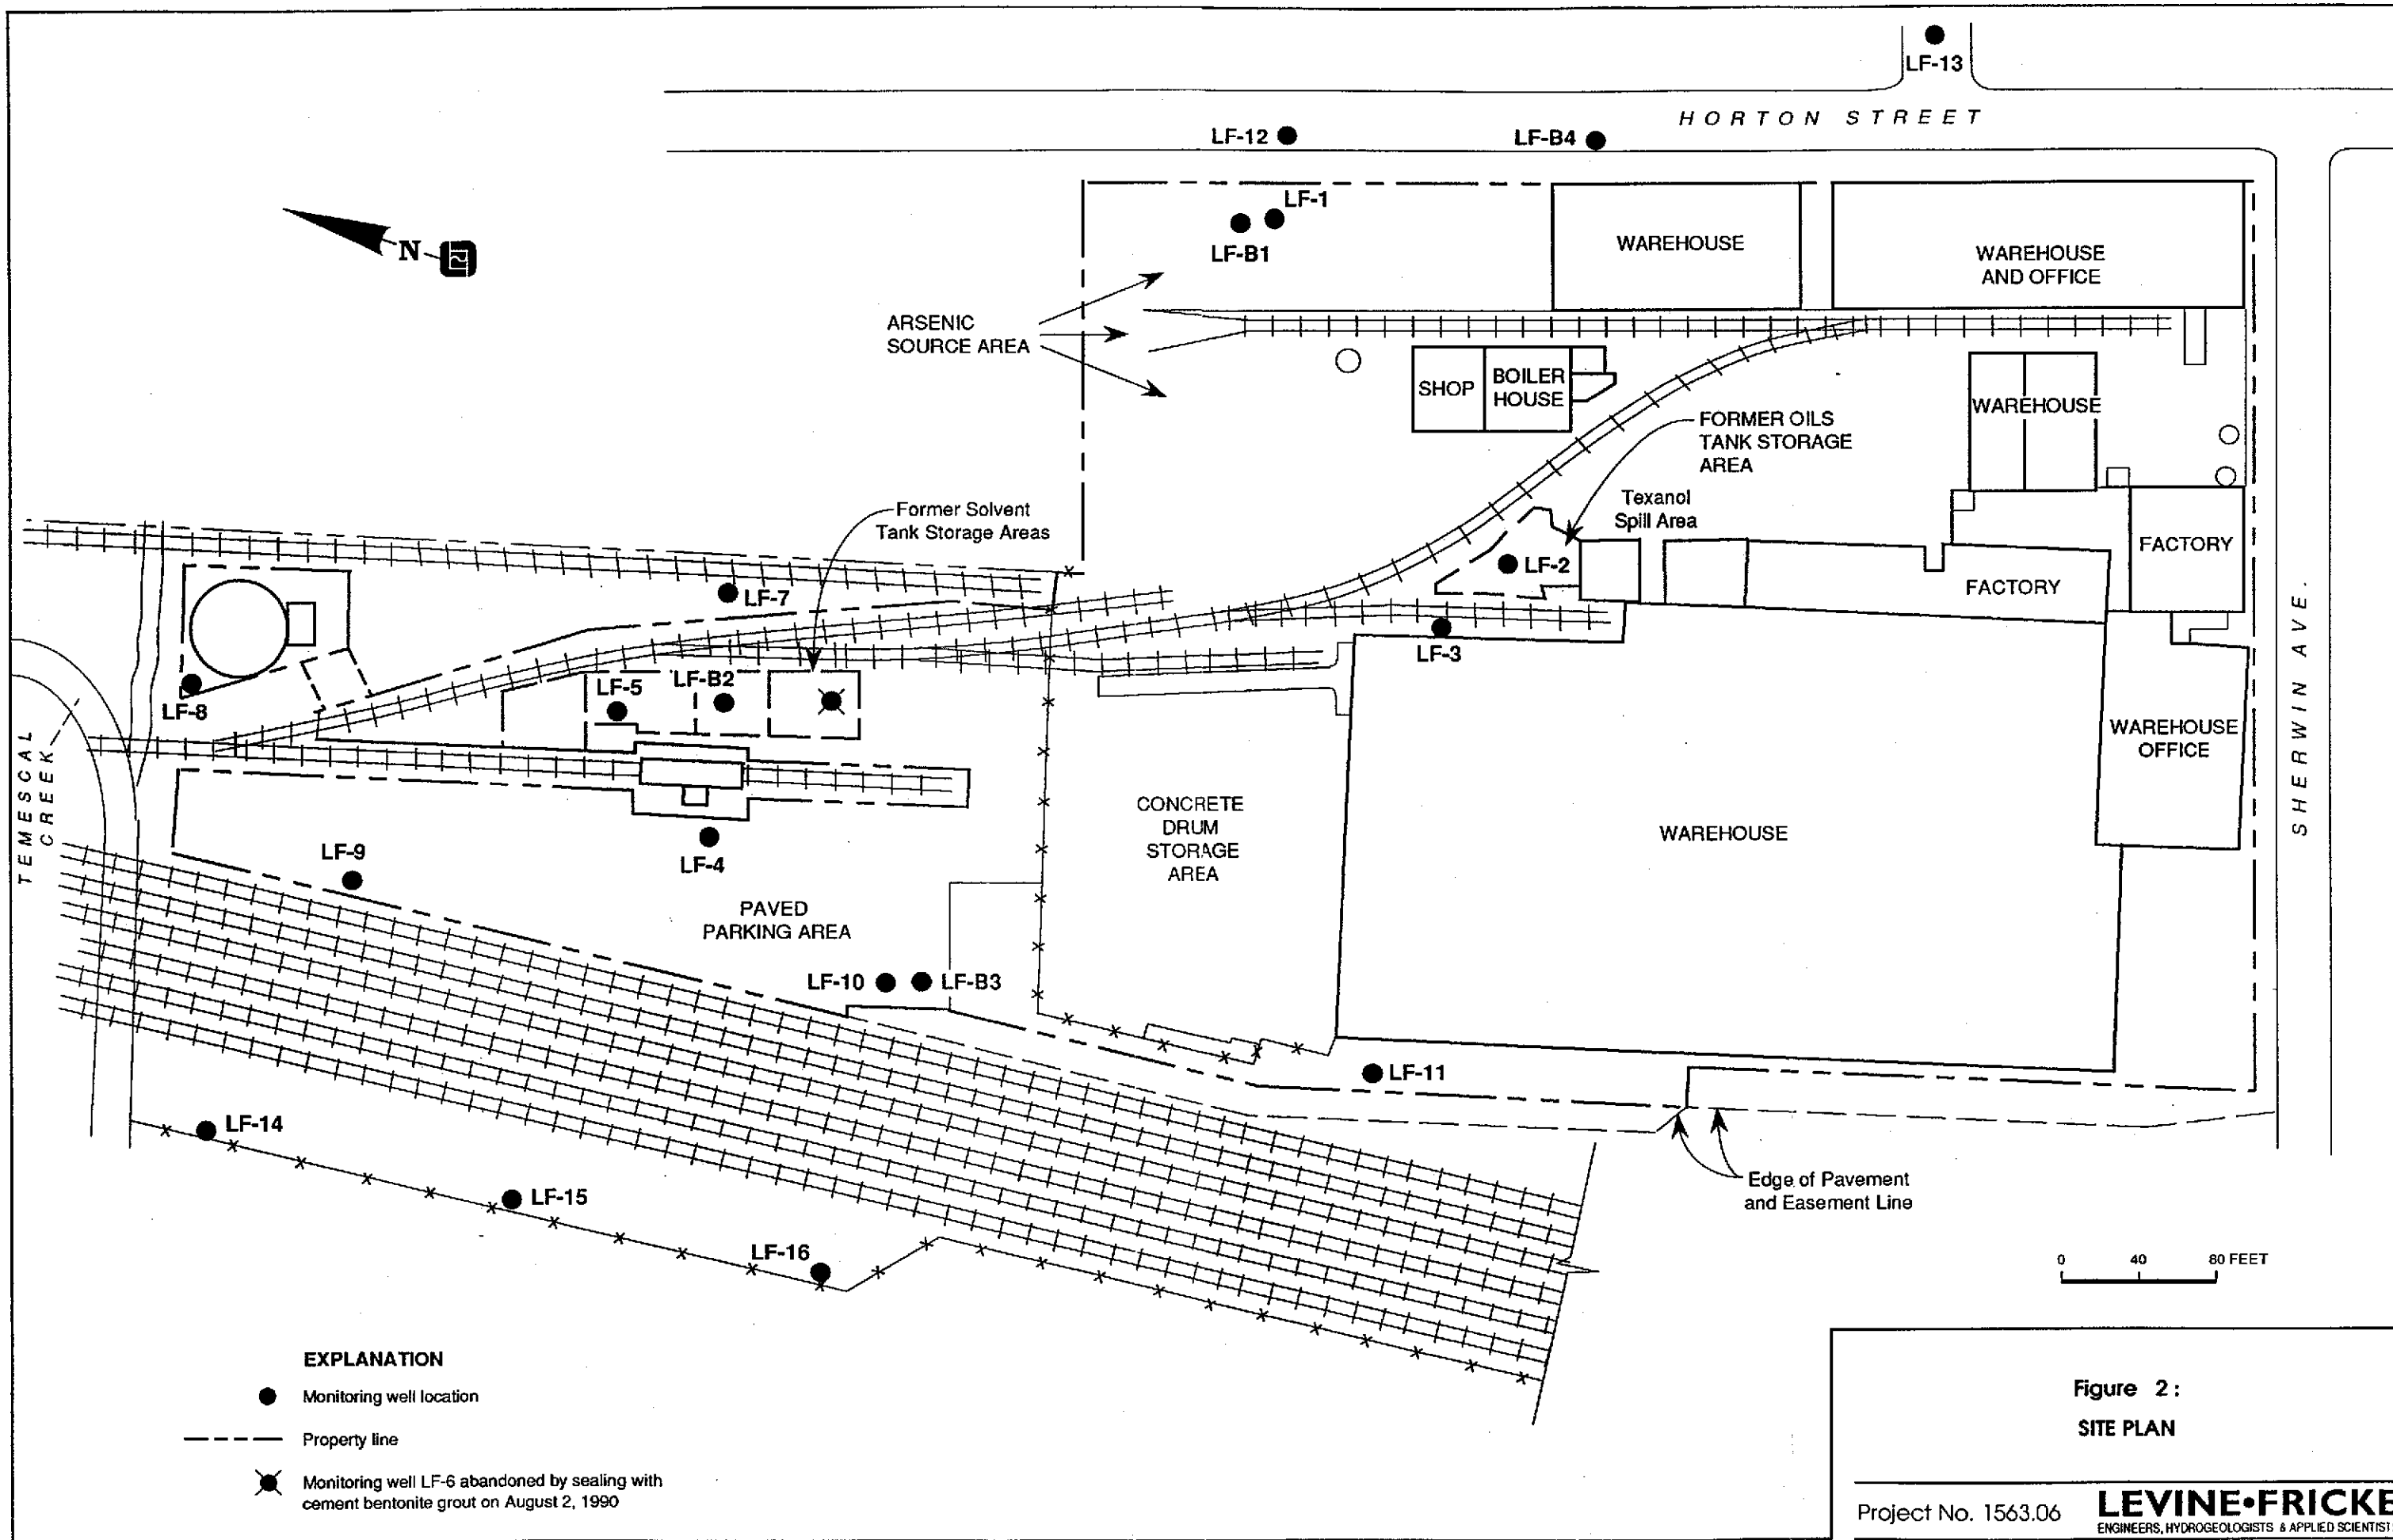 LF-13
HORTON STREET
LF-12
LF-B4
LF-1
LF-B1
N
WAREHOUSE
WAREHOUSE
AND OFFICE
ARSENIC
SOURCE AREA
SHOP
BOILER
HOUSE
WAREHOUSE
FORMER OILS
TANK STORAGE
AREA
Former Solvent
Tank Storage Areas
Texanol
Spill Area
FACTORY
LF-2
FACTORY
LF-7
LF-3
LF-5
LF-B2
LF-8
SHERWIN AVE.
WAREHOUSE
OFFICE
TEMESCAL
CREEK
CONCRETE
DRUM
STORAGE
AREA
WAREHOUSE
LF-9
LF-4
PAVED
PARKING AREA
LF-10
LF-B3
LF-11
LF-14
LF-15
LF-16
Edge of Pavement
and Easement Line
0 40 80 FEET
EXPLANATION
Monitoring well location
Property line
Monitoring well LF-6 abandoned by sealing with
cement bentonite grout on August 2, 1990
Figure 2 :
SITE PLAN
Project No. 1563.06
LEVINE•FRICKE
ENGINEERS, HYDROGEOLOGISTS & APPLIED SCIENTIST